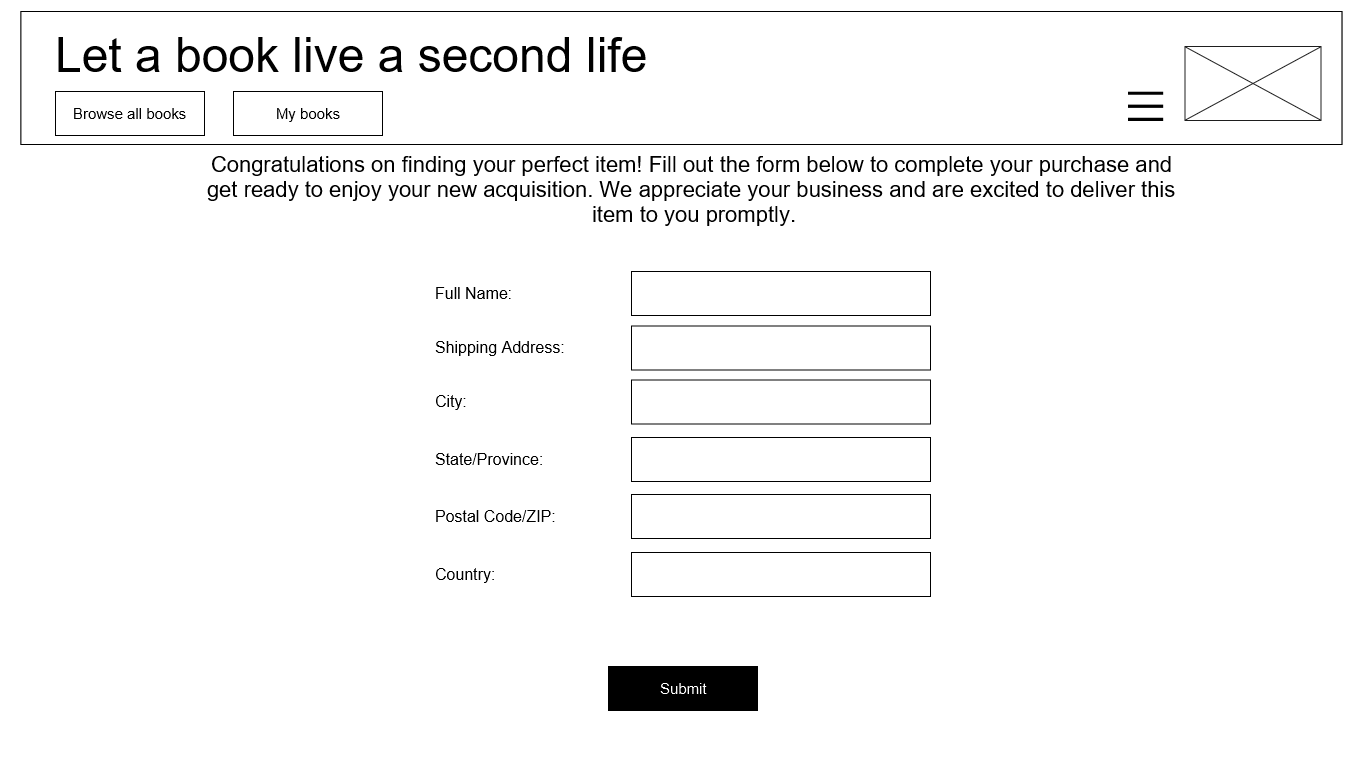 Let a book live a second life
Browse all books
My books
Congratulations on finding your perfect item! Fill out the form below to complete your purchase and
get ready to enjoy your new acquisition. We appreciate your business and are excited to deliver this
item to you promptly.
Full Name:
Shipping Address:
City:
State/Province:
Postal Code/ZIP:
Country:
Submit